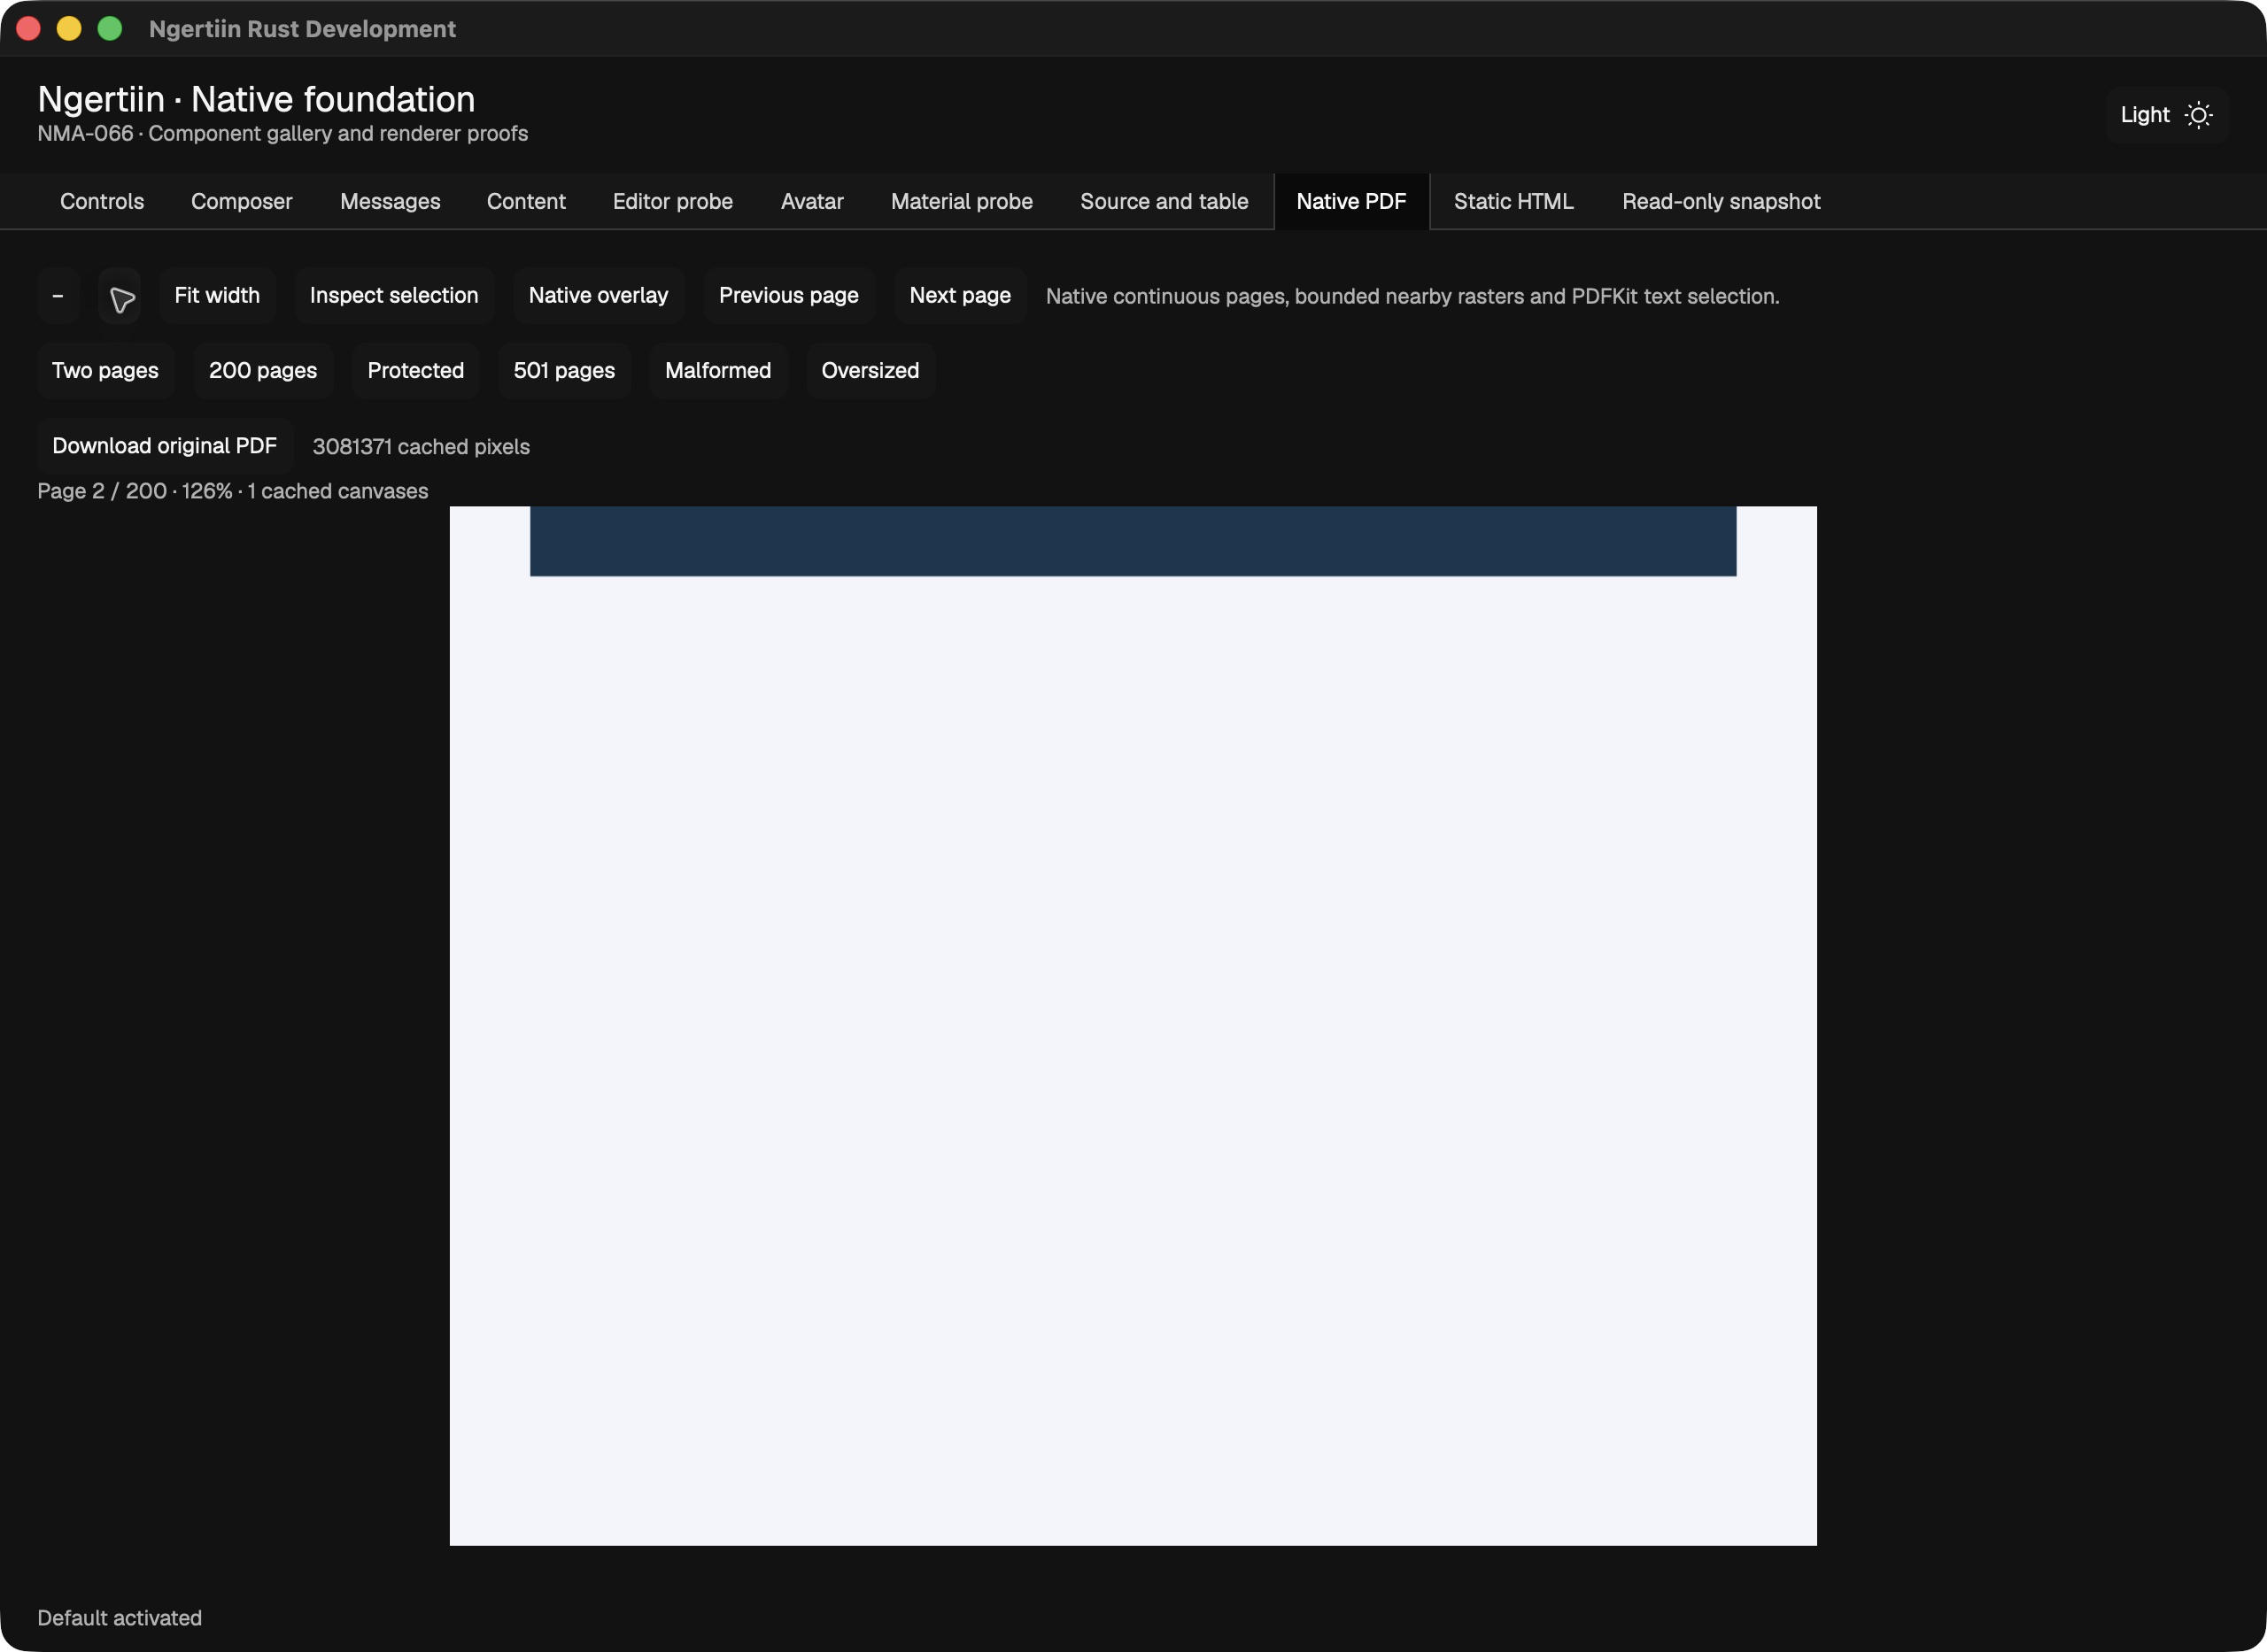 Ngertiin Rust Development
Ngertiin · Native foundation
NMA-066 · Component gallery and renderer proofs
Light
Controls Composer Messages Content Editor probe Avatar Material probe Source and table Native PDF Static HTML Read-only snapshot
– Fit width Inspect selection Native overlay Previous page Next page Native continuous pages, bounded nearby rasters and PDFKit text selection.
Two pages 200 pages Protected 501 pages Malformed Oversized
Download original PDF 3081371 cached pixels
Page 2 / 200 · 126% · 1 cached canvases
Default activated